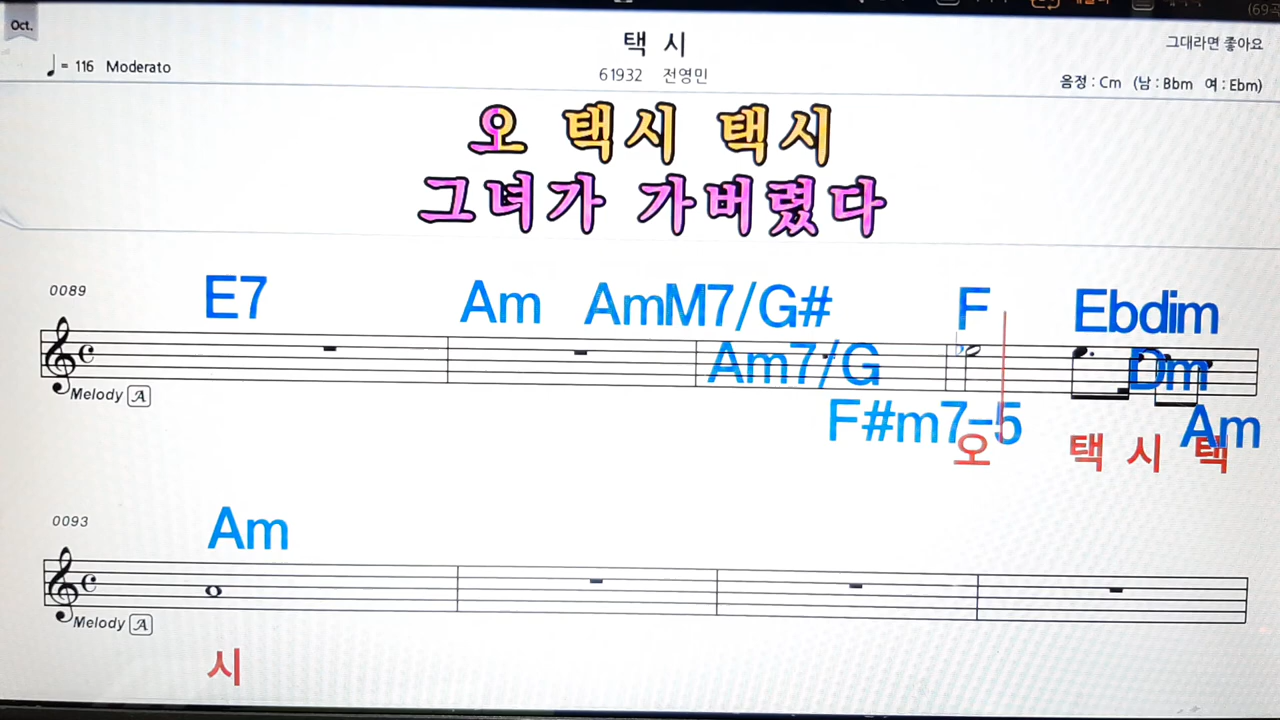 Oct.
택 시
그대라면 좋아요
= 116 Moderato
61932 전영민
음정 : Cm (남 : Bbm 여 : Ebm)
오 택시 택시
그녀가 가버렸다
0089
E7 Am AmM7/G# F Ebdim
Am7/G Dm
Melody A
F#m7-5 Am
오 택 시 택
0093
Am
Melody A
시